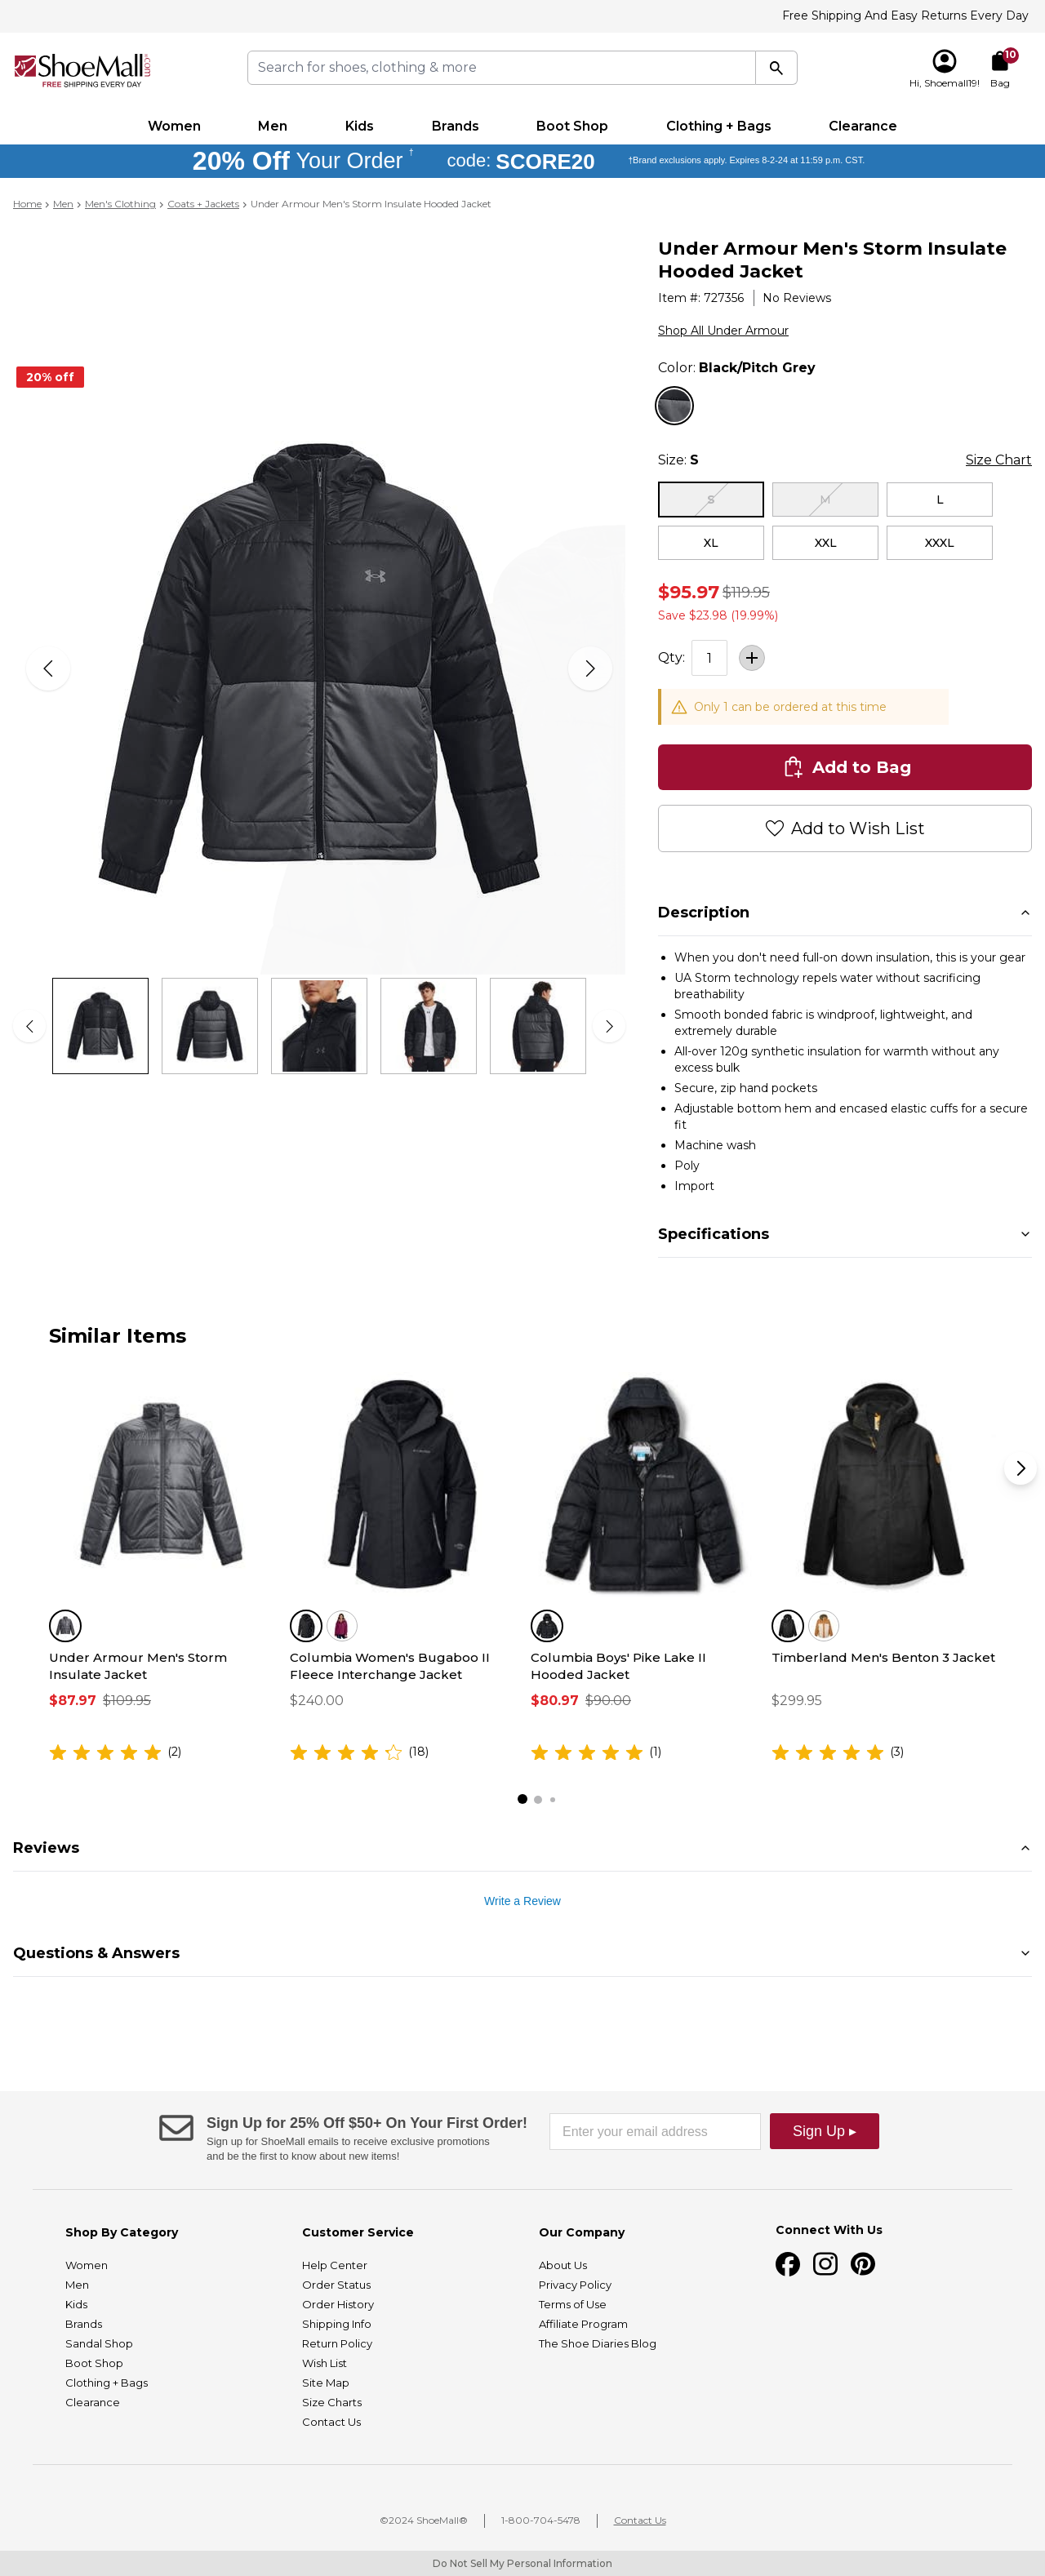 Free Shipping And Easy Returns Every Day
ShoeMall.com
FREE SHIPPING EVERY DAY
Search for shoes, clothing & more
10
Hi, Shoemall19!
Bag
Women
Men
Kids
Brands
Boot Shop
Clothing + Bags
Clearance
20% Off Your Order † code: SCORE20 †Brand exclusions apply. Expires 8-2-24 at 11:59 p.m. CST.
Home > Men > Men's Clothing > Coats + Jackets > Under Armour Men's Storm Insulate Hooded Jacket
20% off
Under Armour Men's Storm Insulate
Hooded Jacket
Item #: 727356
No Reviews
Shop All Under Armour
Color: Black/Pitch Grey
Size: S
Size Chart
S
M
L
XL
XXL
XXXL
$95.97 $119.95
Save $23.98 (19.99%)
Qty:
1
Only 1 can be ordered at this time
Add to Bag
Add to Wish List
Description
• When you don't need full-on down insulation, this is your gear
• UA Storm technology repels water without sacrificing
breathability
• Smooth bonded fabric is windproof, lightweight, and
extremely durable
• All-over 120g synthetic insulation for warmth without any
excess bulk
• Secure, zip hand pockets
• Adjustable bottom hem and encased elastic cuffs for a secure
fit
• Machine wash
• Poly
• Import
Specifications
Similar Items
Under Armour Men's Storm
Insulate Jacket
$87.97 $109.95
(2)
Columbia Women's Bugaboo II
Fleece Interchange Jacket
$240.00
(18)
Columbia Boys' Pike Lake II
Hooded Jacket
$80.97 $90.00
(1)
Timberland Men's Benton 3 Jacket
$299.95
(3)
Reviews
Write a Review
Questions & Answers
Sign Up for 25% Off $50+ On Your First Order!
Sign up for ShoeMall emails to receive exclusive promotions
and be the first to know about new items!
Enter your email address
Sign Up ▸
Shop By Category
Women
Men
Kids
Brands
Sandal Shop
Boot Shop
Clothing + Bags
Clearance
Customer Service
Help Center
Order Status
Order History
Shipping Info
Return Policy
Wish List
Site Map
Size Charts
Contact Us
Our Company
About Us
Privacy Policy
Terms of Use
Affiliate Program
The Shoe Diaries Blog
Connect With Us
©2024 ShoeMall®
1-800-704-5478
Contact Us
Do Not Sell My Personal Information